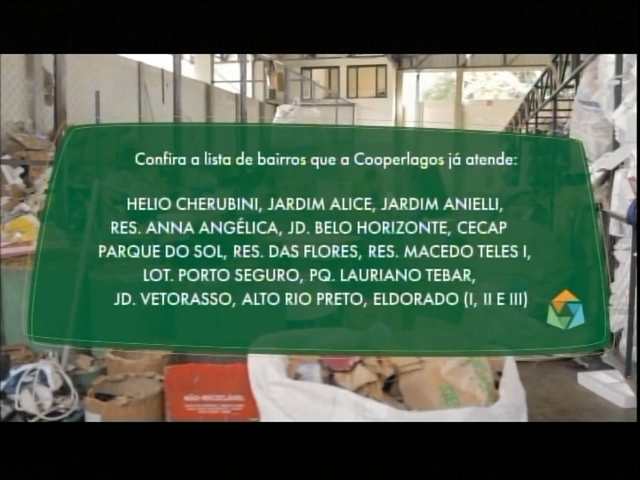 Confira a lista de bairros que a Cooperlagos já atende:
HELIO CHERUBINI, JARDIM ALICE, JARDIM ANIELLI,
RES. ANNA ANGÉLICA, JD. BELO HORIZONTE, CECAP
PARQUE DO SOL, RES. DAS FLORES, RES. MACEDO TELES I,
LOT. PORTO SEGURO, PQ. LAURIANO TEBAR,
JD. VETORASSO, ALTO RIO PRETO, ELDORADO (I, II E III)
NÃO-RECICLÁVEL